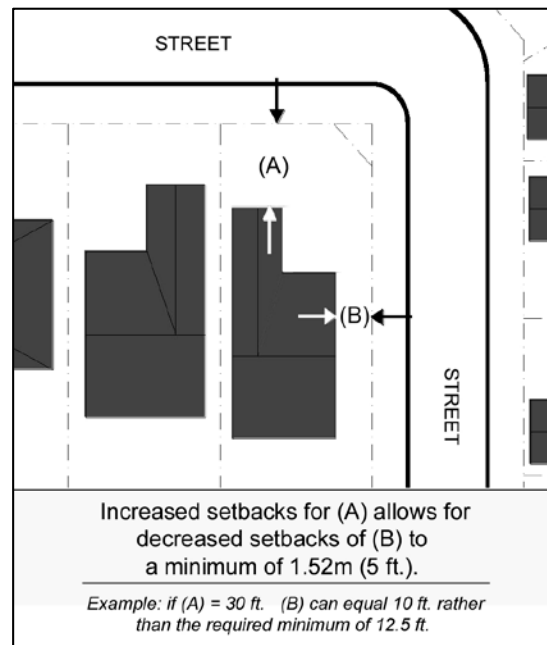 STREET
(A)
(B)
STREET
Increased setbacks for (A) allows for
decreased setbacks of (B) to
a minimum of 1.52m (5 ft.).
Example: if (A) = 30 ft. (B) can equal 10 ft. rather
than the required minimum of 12.5 ft.